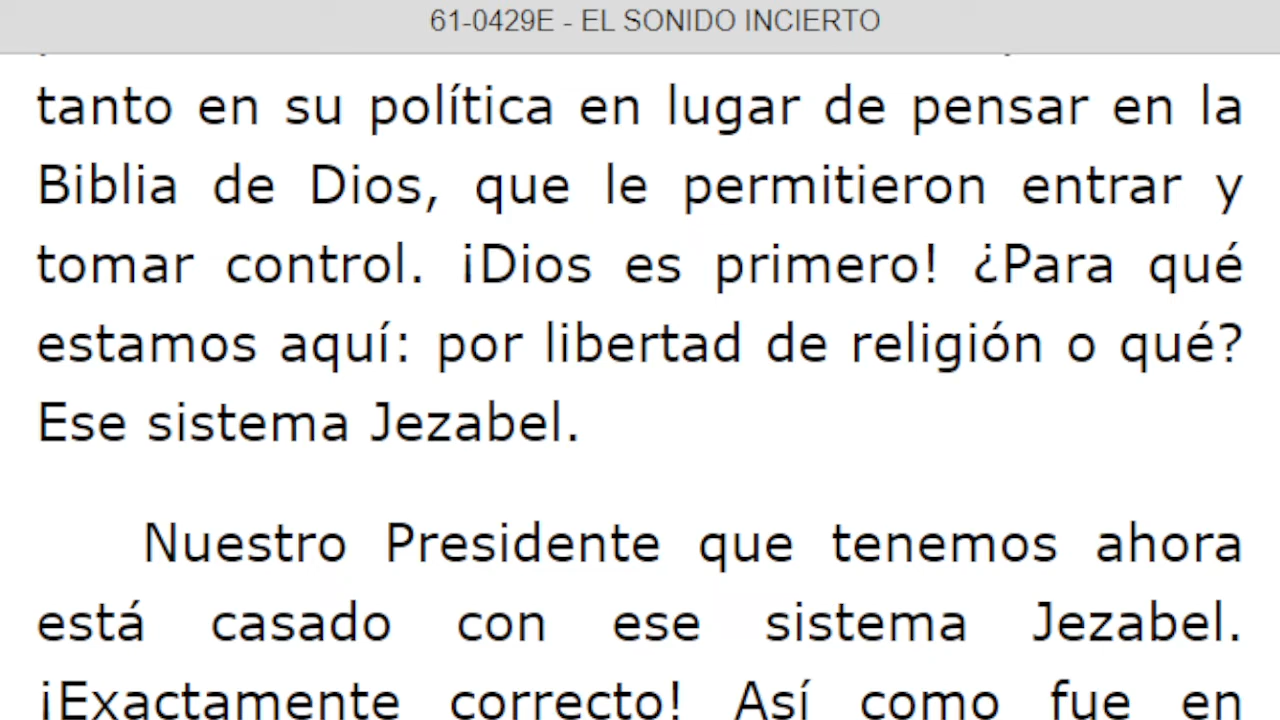 61-0429E - EL SONIDO INCIERTO
tanto en su política en lugar de pensar en la
Biblia de Dios, que le permitieron entrar y
tomar control. ¡Dios es primero! ¿Para qué
estamos aquí: por libertad de religión o qué?
Ese sistema Jezabel.
Nuestro Presidente que tenemos ahora
está casado con ese sistema Jezabel.
¡Exactamente correcto! Así como fue en